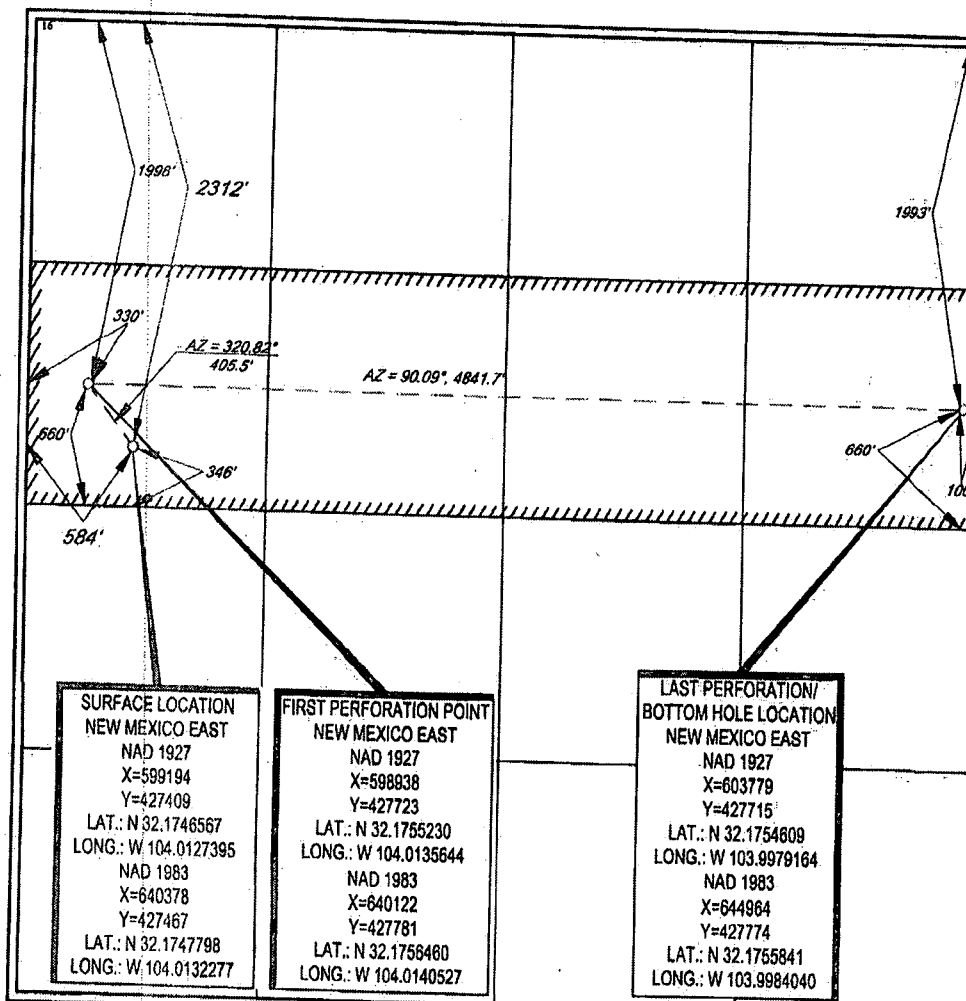 16
1998'
2312'
1993'
330'
AZ = 320.82°
405.5'
AZ = 90.09°, 4841.7'
660'
346'
660'
100
584'
SURFACE LOCATION
NEW MEXICO EAST
NAD 1927
X=599194
Y=427409
LAT.: N 32.1746567
LONG.: W 104.0127395
NAD 1983
X=640378
Y=427467
LAT.: N 32.1747798
LONG.: W 104.0132277
FIRST PERFORATION POINT
NEW MEXICO EAST
NAD 1927
X=598938
Y=427723
LAT.: N 32.1755230
LONG.: W 104.0135644
NAD 1983
X=640122
Y=427781
LAT.: N 32.1756460
LONG.: W 104.0140527
LAST PERFORATION/
BOTTOM HOLE LOCATION
NEW MEXICO EAST
NAD 1927
X=603779
Y=427715
LAT.: N 32.1754609
LONG.: W 103.9979164
NAD 1983
X=644964
Y=427774
LAT.: N 32.1755841
LONG.: W 103.9984040